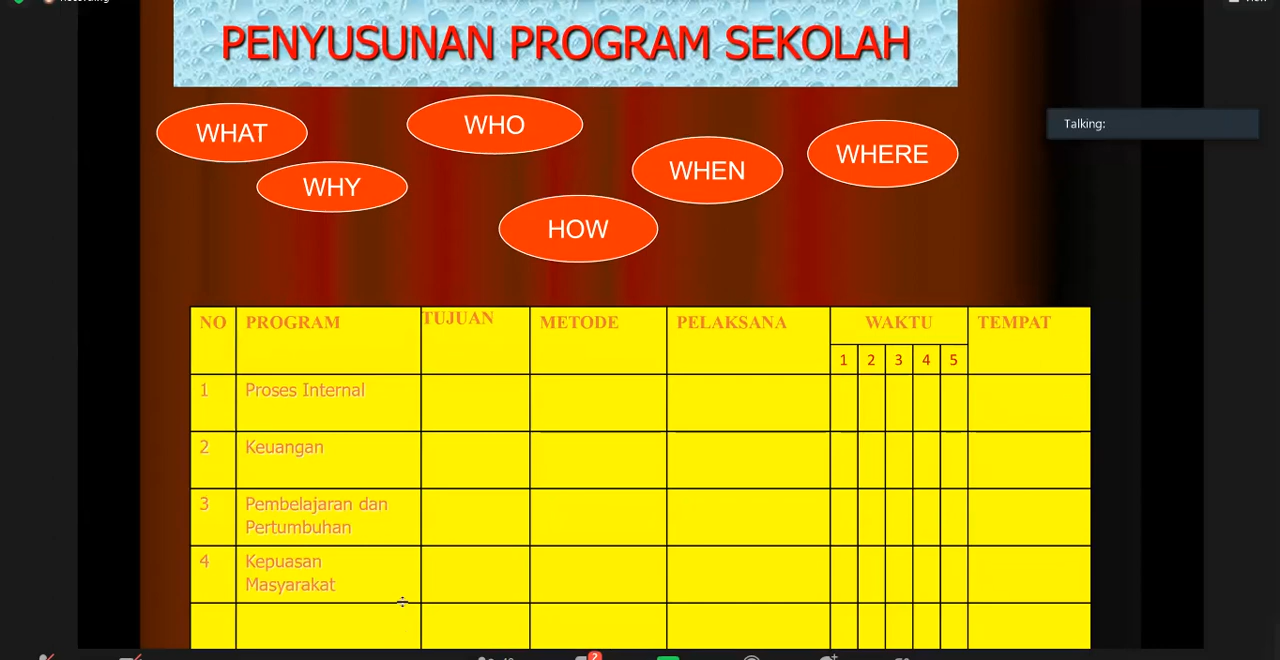 PENYUSUNAN PROGRAM SEKOLAH
WHAT
WHO
WHY
WHEN
WHERE
HOW
Talking:
NO PROGRAM TUJUAN METODE PELAKSANA WAKTU TEMPAT
1 2 3 4 5
1 Proses Internal
2 Keuangan
3 Pembelajaran dan
Pertumbuhan
4 Kepuasan
Masyarakat
2